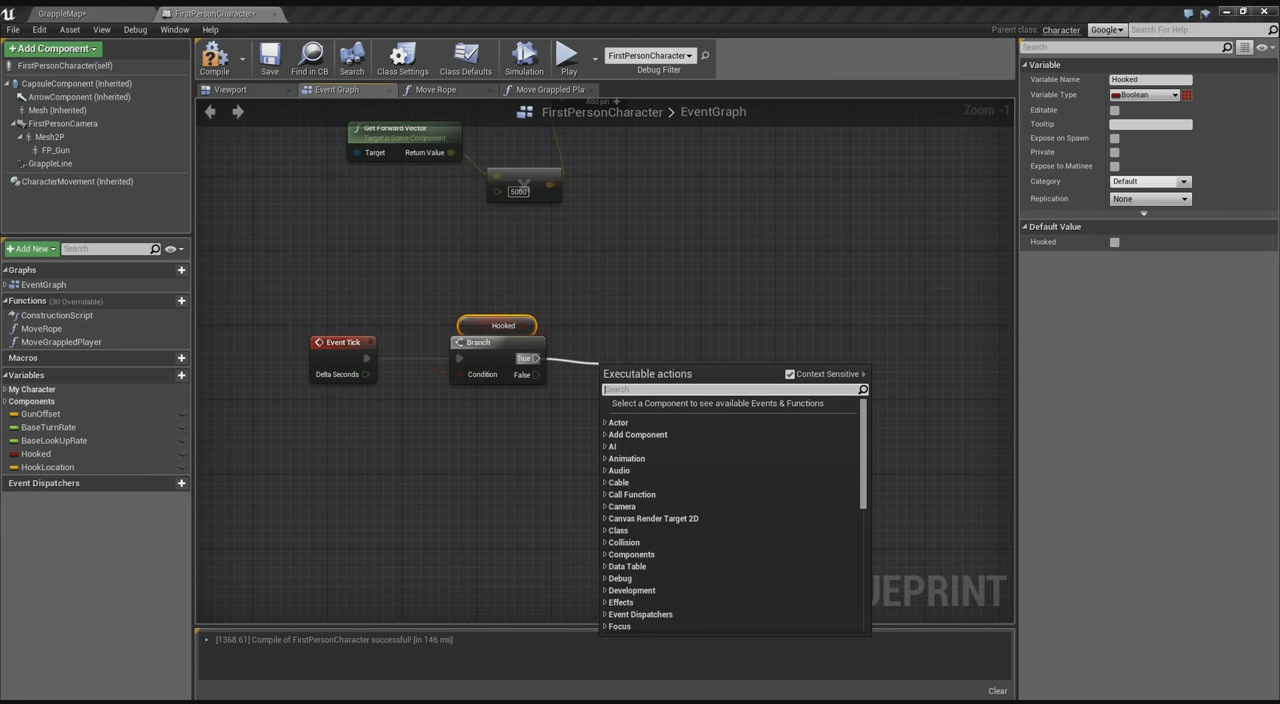 GrappleMap*
FirstPersonCharacter*
File Edit Asset View Debug Window Help
Parent class: Character Google Search For Help
Add Component
FirstPersonCharacter(self)
CapsuleComponent (Inherited)
ArrowComponent (Inherited)
Mesh (Inherited)
FirstPersonCamera
Mesh2P
FP_Gun
GrappleLine
CharacterMovement (Inherited)
Add New Search
Graphs
EventGraph
Functions (30 Overridable)
ConstructionScript
MoveRope
MoveGrappledPlayer
Macros
Variables
My Character
Components
GunOffset
BaseTurnRate
BaseLookUpRate
Hooked
HookLocation
Event Dispatchers
Compile Save Find in CB Search Class Settings Class Defaults Simulation Play
FirstPersonCharacter
Debug Filter
Viewport Event Graph Move Rope Move Grappled Pla
FirstPersonCharacter > EventGraph
Zoom -1
Add pin +
Get Forward Vector
Target is Scene Component
Target Return Value
5000
Hooked
Event Tick
Delta Seconds
Branch
True
Condition False
Executable actions Context Sensitive
Search
Select a Component to see available Events & Functions
Actor
Add Component
AI
Animation
Audio
Cable
Call Function
Camera
Canvas Render Target 2D
Class
Collision
Components
Data Table
Debug
Development
Effects
Event Dispatchers
Focus
EPRINT
[1368.61] Compile of FirstPersonCharacter successful! [in 146 ms]
Clear
Search
Variable
Variable Name Hooked
Variable Type Boolean
Editable
Tooltip
Expose on Spawn
Private
Expose to Matinee
Category Default
Replication None
Default Value
Hooked